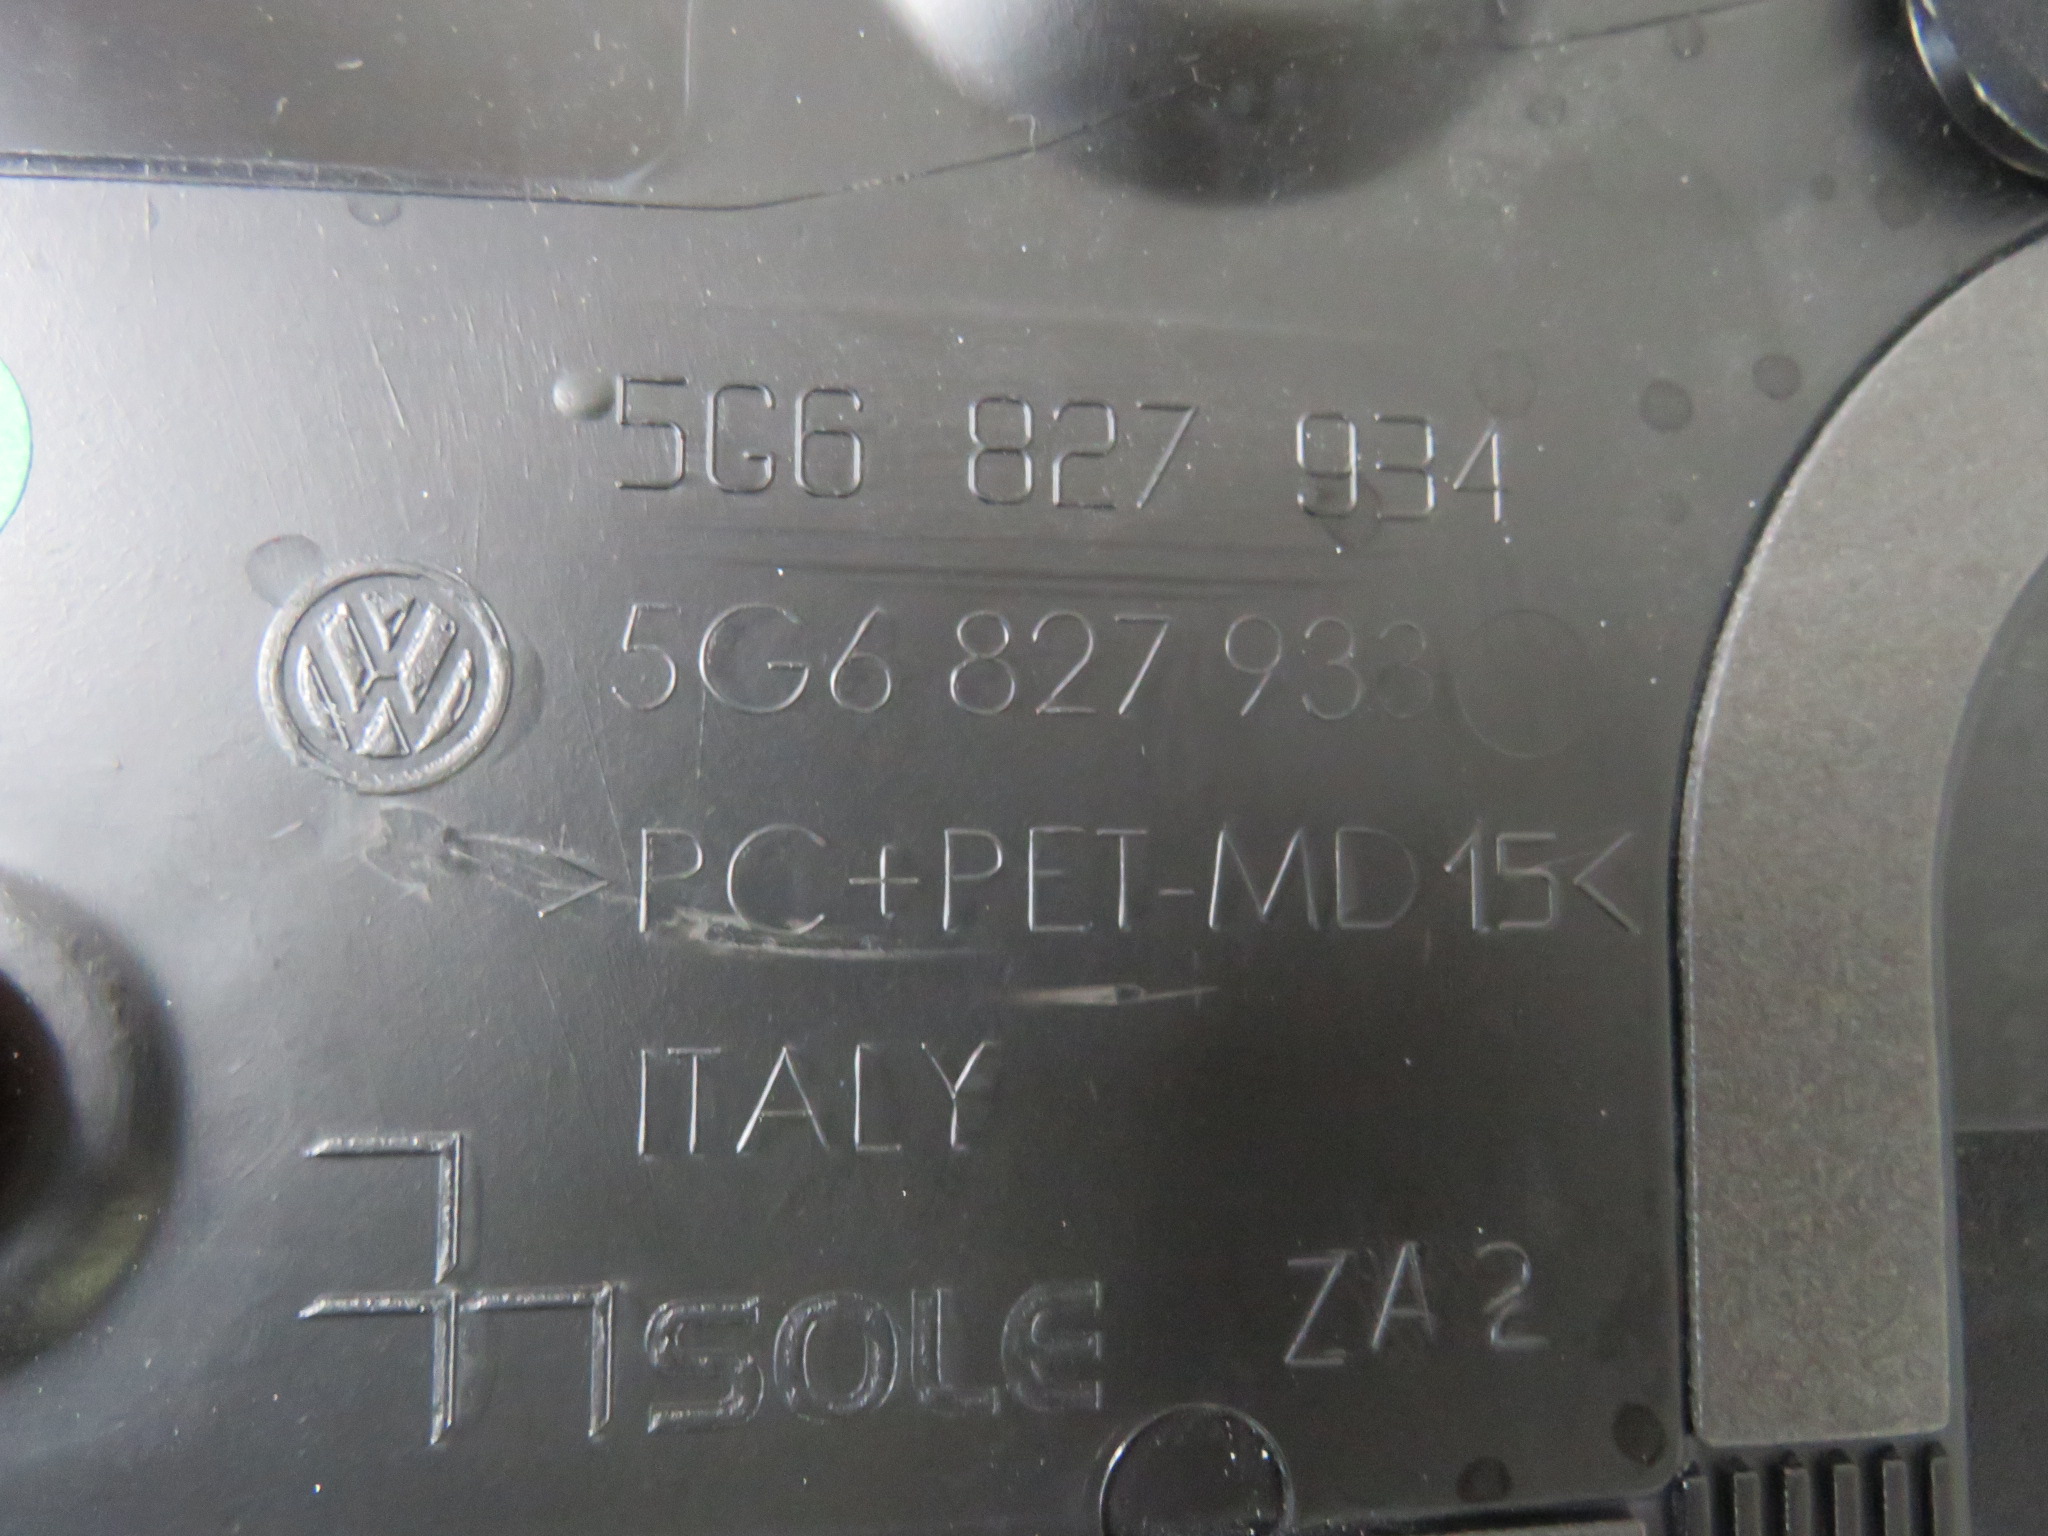 5G6 827 934
5G6 827 933
>PC+PET-MD15<
ITALY
SOLE
ZA2